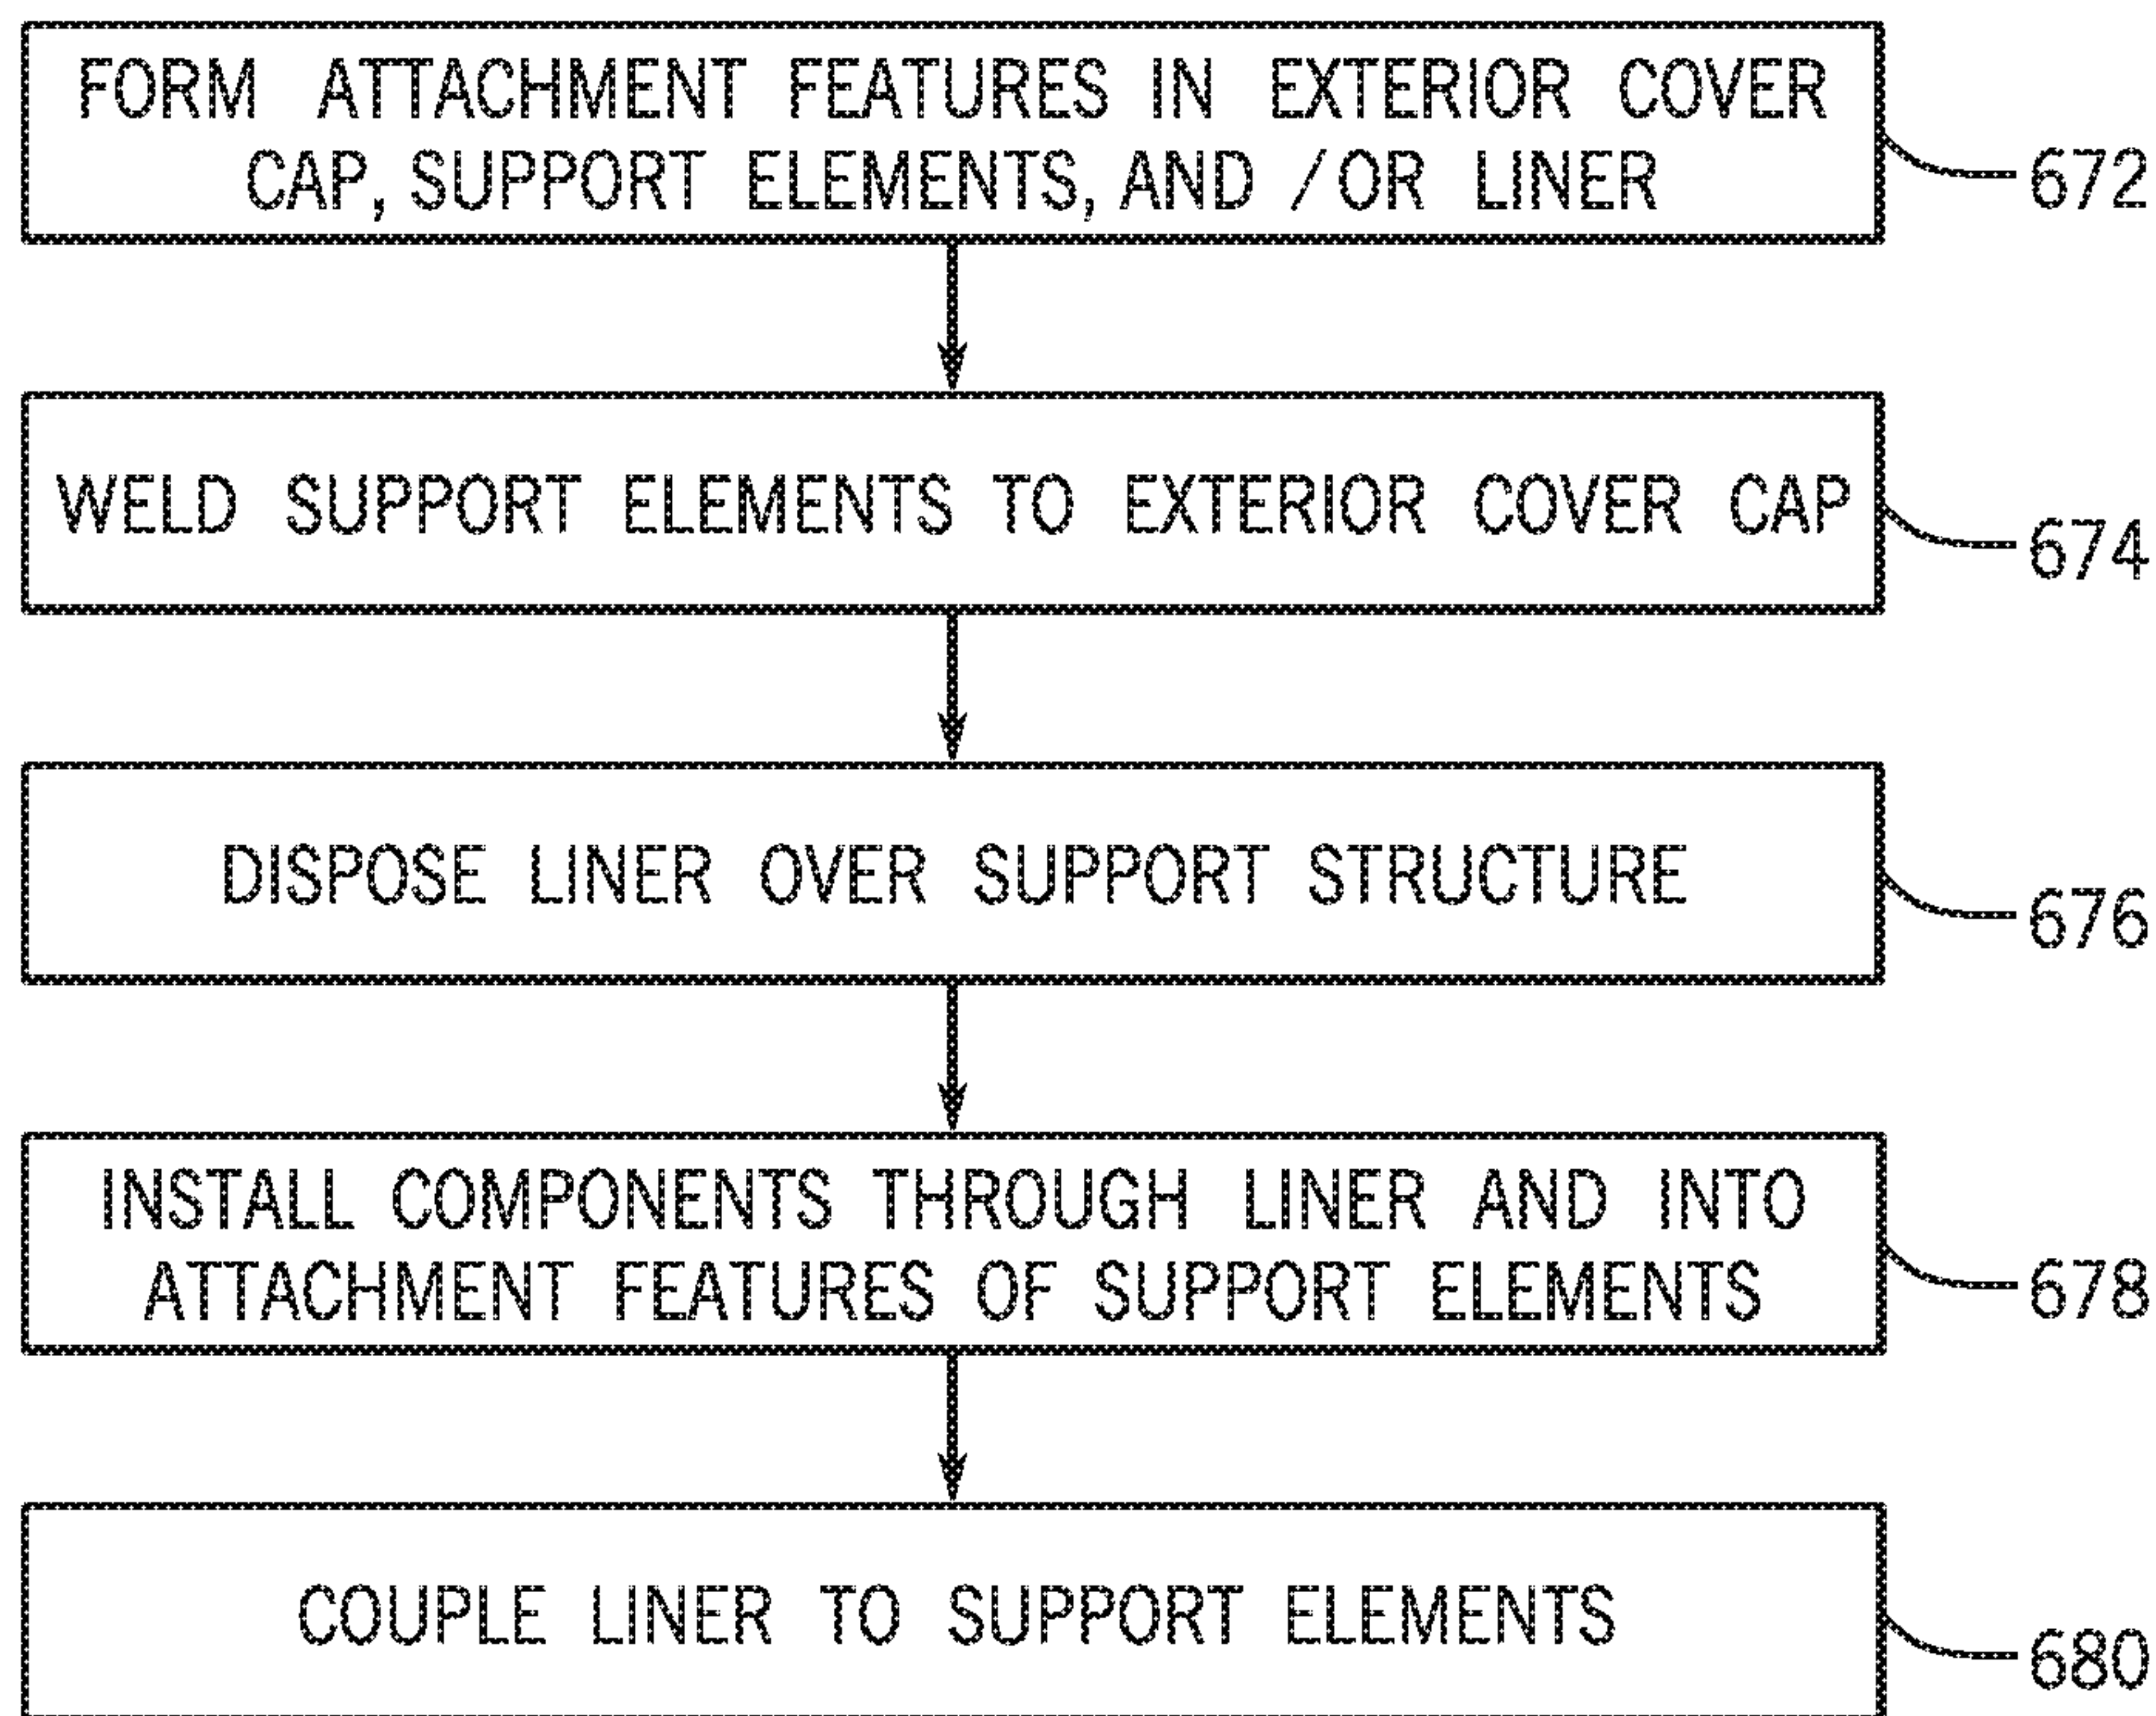 FORM ATTACHMENT FEATURES IN EXTERIOR COVER
CAP, SUPPORT ELEMENTS, AND /OR LINER
672
WELD SUPPORT ELEMENTS TO EXTERIOR COVER CAP
674
DISPOSE LINER OVER SUPPORT STRUCTURE
676
INSTALL COMPONENTS THROUGH LINER AND INTO
ATTACHMENT FEATURES OF SUPPORT ELEMENTS
678
COUPLE LINER TO SUPPORT ELEMENTS
680